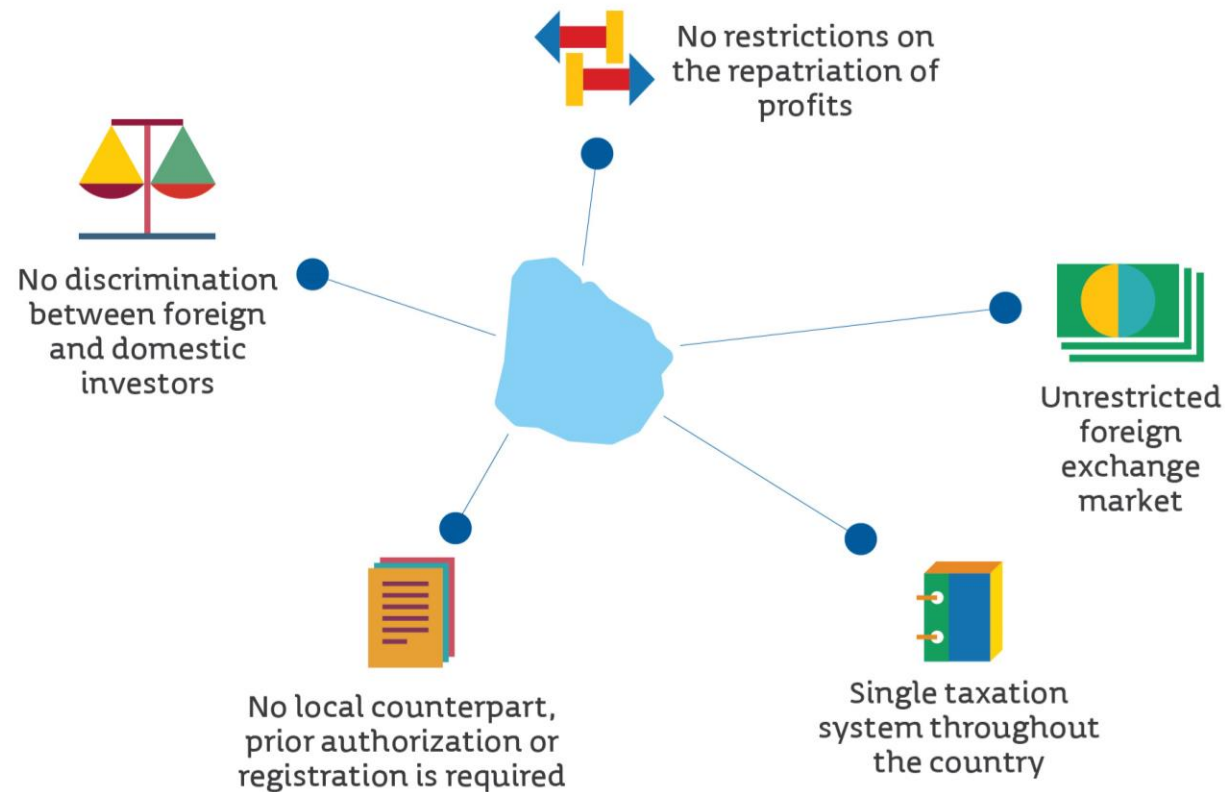 No restrictions on
the repatriation of
profits
No discrimination
between foreign
and domestic
investors
Unrestricted
foreign
exchange
market
No local counterpart,
prior authorization or
registration is required
Single taxation
system throughout
the country